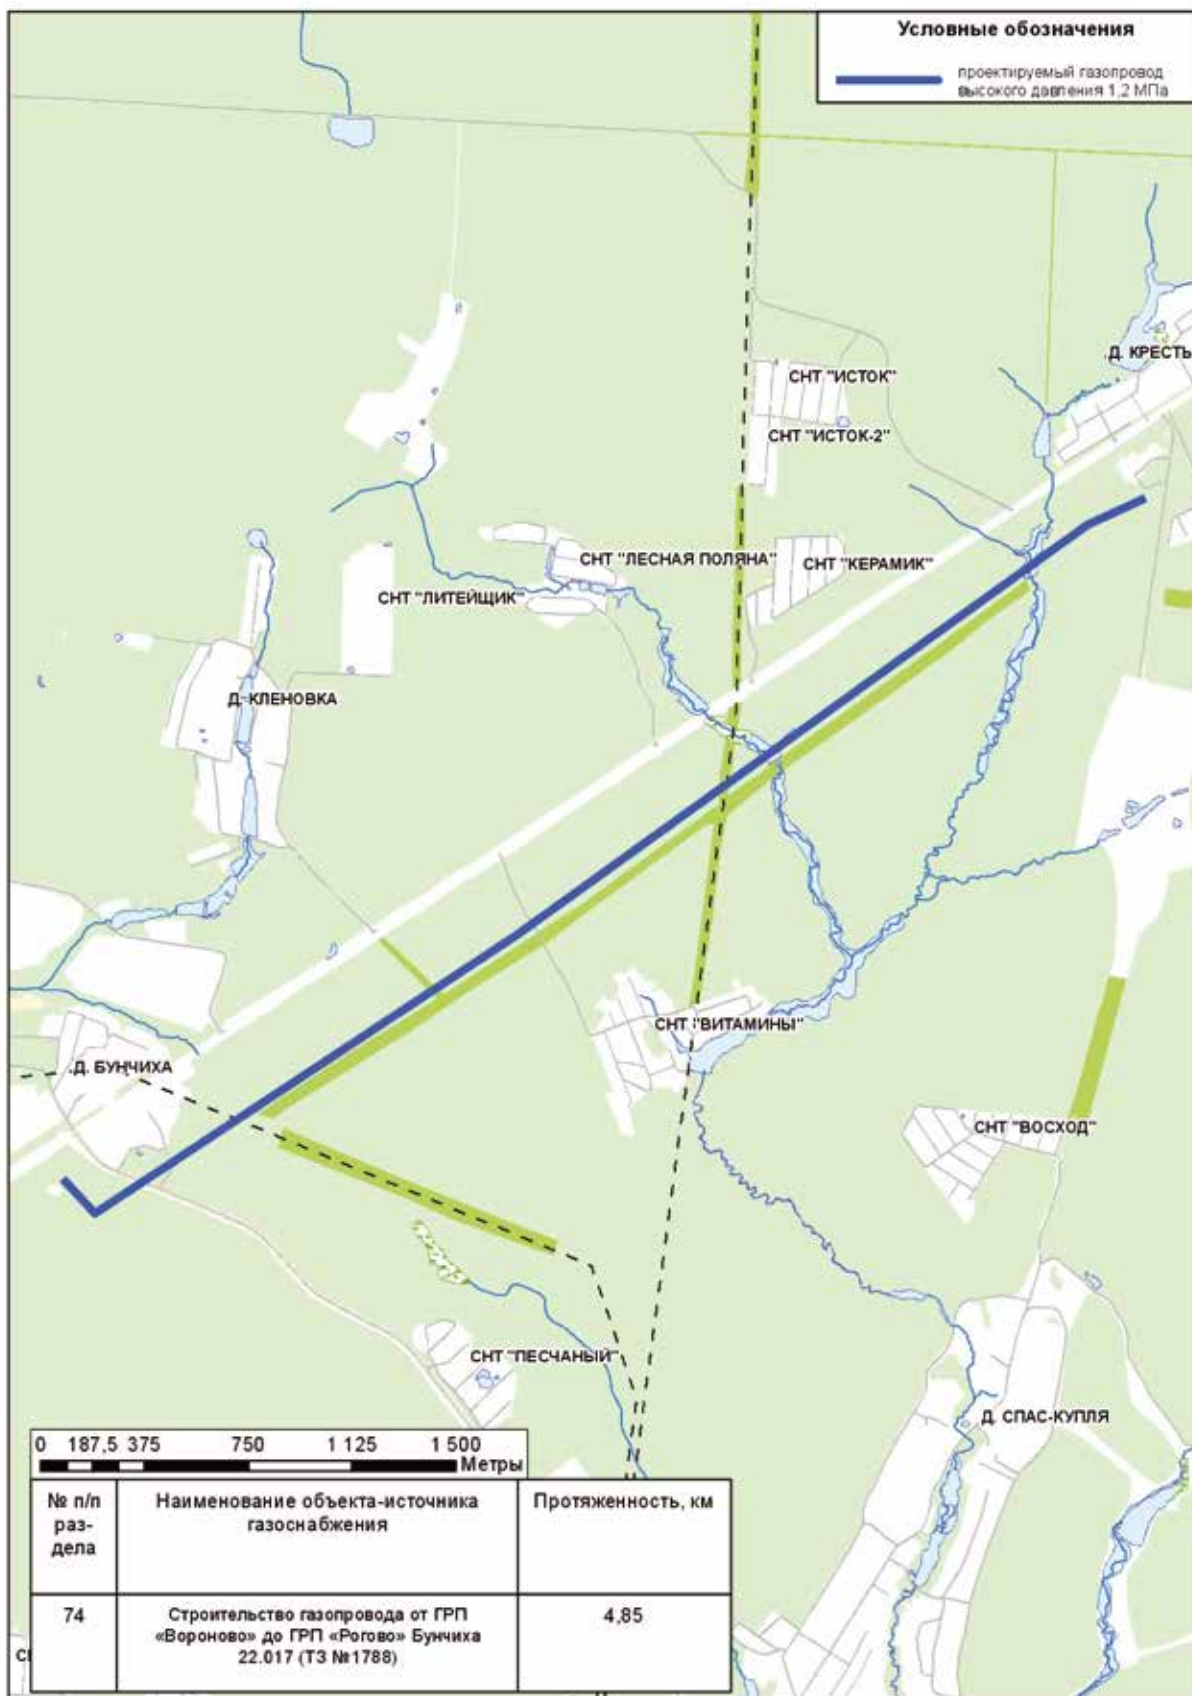 Условные обозначения
проектируемый газопровод
высокого давления 1,2 МПа
.Д. КРЕСТЬ
СНТ "ИСТОК"
СНТ "ИСТОК-2"
СНТ "ЛЕСНАЯ ПОЛЯНА"
СНТ "КЕРАМИК"
СНТ "ЛИТЕЙЩИК"
Д. КЛЕНОВКА
СНТ "ВИТАМИНЫ"
.Д. БУНЧИХА
СНТ "ВОСХОД"
СНТ "ПЕСЧАНЫЙ"
Д. СПАС-КУПЛЯ
0 187,5 375 750 1 125 1 500
Метры
№ п/п
раз-
дела
Наименование объекта-источника
газоснабжения
Протяженность, км
74
Строительство газопровода от ГРП
«Вороново» до ГРП «Рогово» Бунчиха
22.017 (ТЗ №1788)
4,85